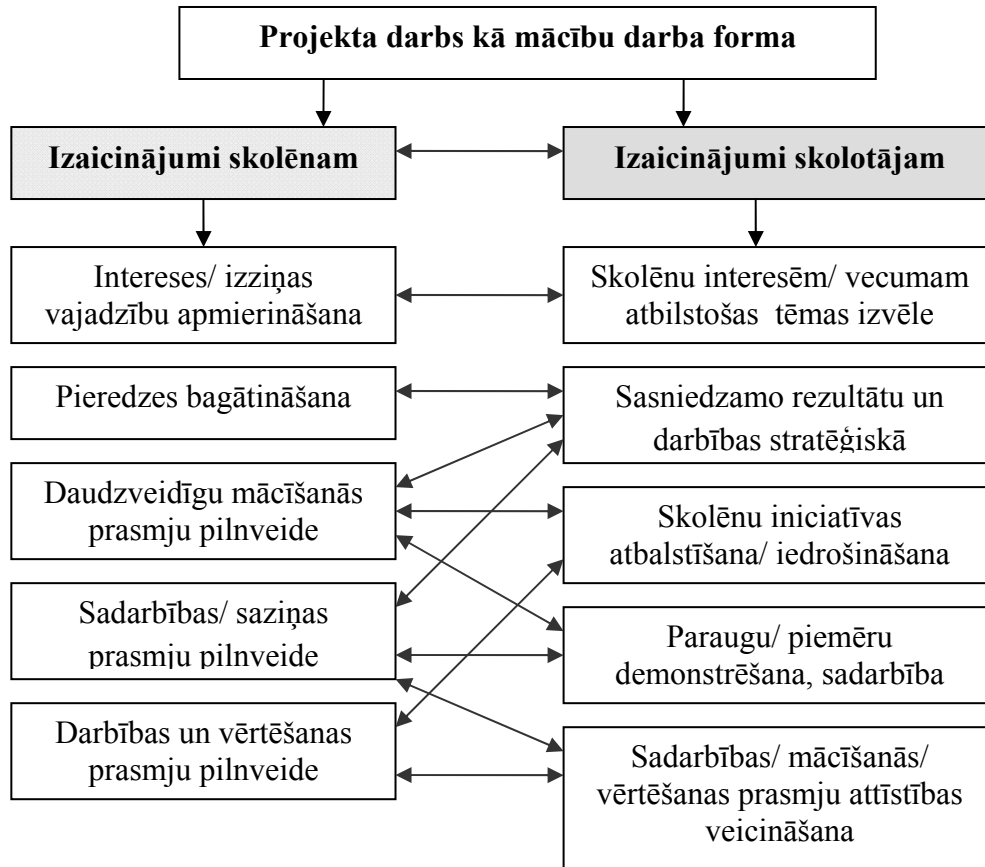 Projekta darbs kā mācību darba forma
Izaicinājumi skolēnam
Izaicinājumi skolotājam
Intereses/ izziņas
vajadzību apmierināšana
Skolēnu interesēm/ vecumam
atbilstošas tēmas izvēle
Pieredzes bagātināšana
Sasniedzamo rezultātu un
darbības stratēģiskā
Daudzveidīgu mācīšanās
prasmju pilnveide
Skolēnu iniciatīvas
atbalstīšana/ iedrošināšana
Sadarbības/ saziņas
prasmju pilnveide
Paraugu/ piemēru
demonstrēšana, sadarbība
Darbības un vērtēšanas
prasmju pilnveide
Sadarbības/ mācīšanās/
vērtēšanas prasmju attīstības
veicināšana